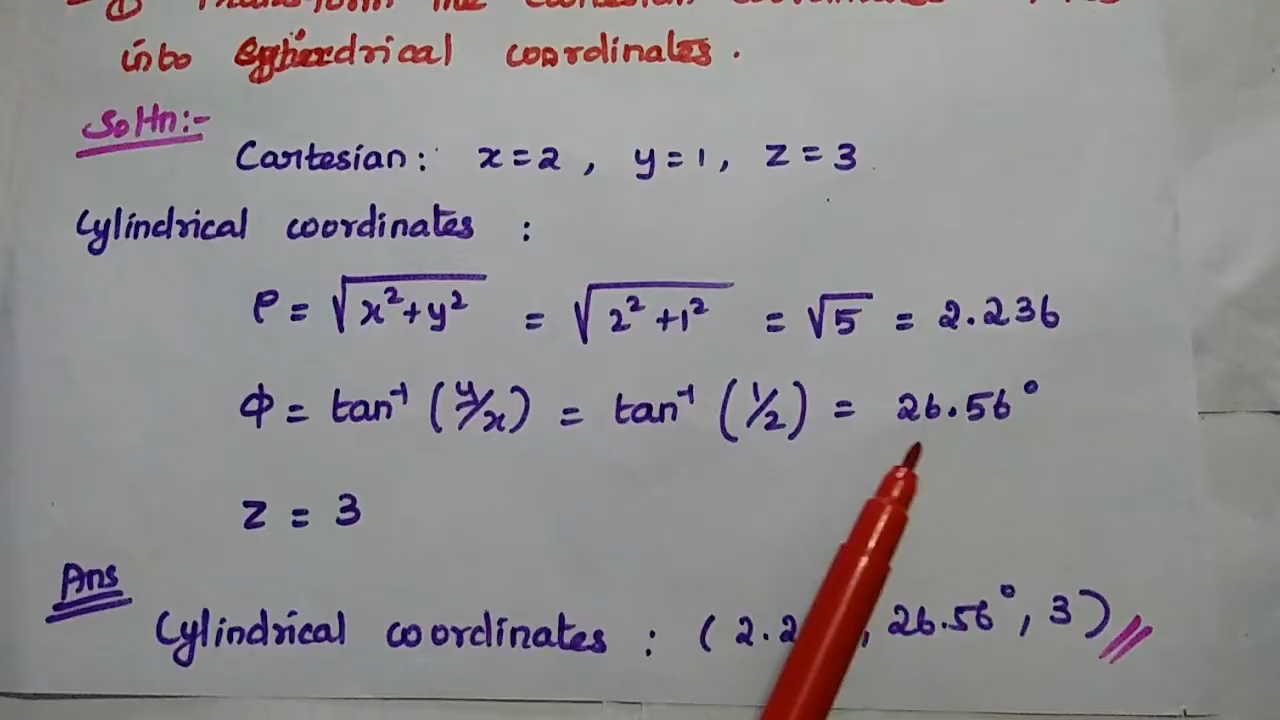 into cylindrical coordinates.
Soltn:-
Cartesian: x=2, y=1, z=3
Cylindrical coordinates :
ρ = √x²+y² = √2²+1² = √5 = 2.236
Φ = tan⁻¹ (y/x) = tan⁻¹ (1/2) = 26.56°
z = 3
Ans
Cylindrical coordinates : (2.2 , 26.56°, 3)